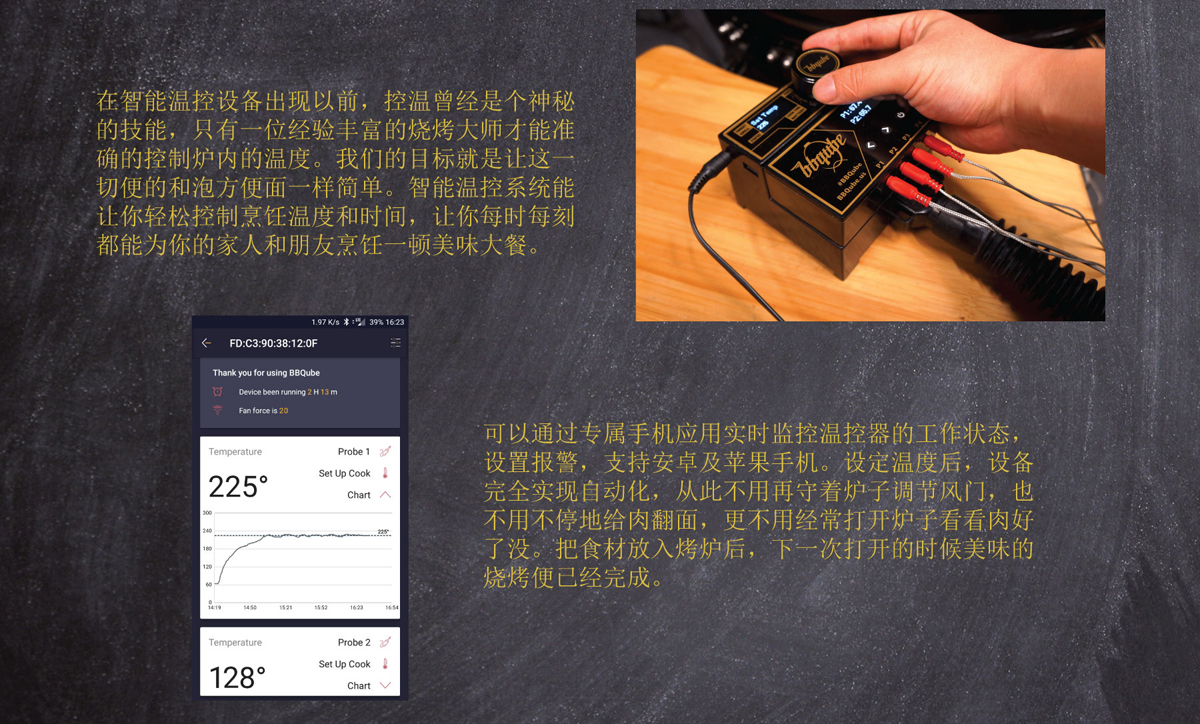 在智能温控设备出现以前，控温曾经是个神秘
的技能，只有一位经验丰富的烧烤大师才能准
确的控制炉内的温度。我们的目标就是让这一
切便的和泡方便面一样简单。智能温控系统能
让你轻松控制烹饪温度和时间，让你每时每刻
都能为你的家人和朋友烹饪一顿美味大餐。
bbqube
Set Temp
225
P1:67.
P2:65.7
bbqube
#BBQube
BBQube.us
P1
P2
P1
1.97 K/s 39% 16:23
FD:C3:90:38:12:0F
Thank you for using BBQube
Device been running 2 H 13 m
Fan force is 20
Temperature Probe 1
225° Set Up Cook
Chart
300
240 225°
180
120
60
0
14:19 14:50 15:21 15:52 16:23 16:54
Temperature Probe 2
128° Set Up Cook
Chart
可以通过专属手机应用实时监控温控器的工作状态，
设置报警，支持安卓及苹果手机。设定温度后，设备
完全实现自动化，从此不用再守着炉子调节风门，也
不用不停地给肉翻面，更不用经常打开炉子看看肉好
了没。把食材放入烤炉后，下一次打开的时候美味的
烧烤便已经完成。